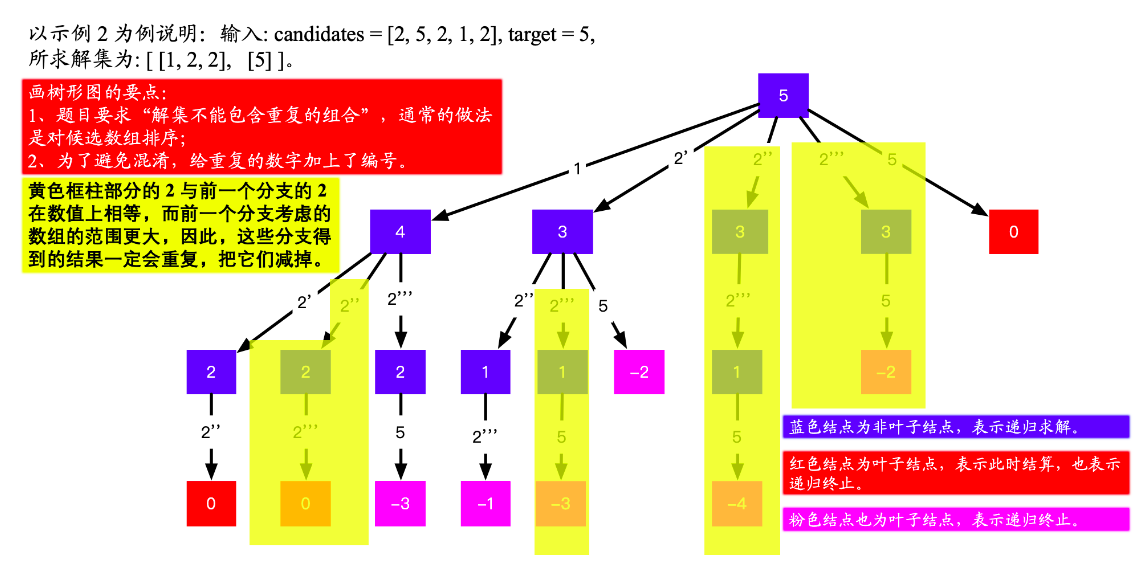 以示例 2 为例说明：输入: candidates = [2, 5, 2, 1, 2], target = 5,
所求解集为: [ [1, 2, 2], [5] ]。
画树形图的要点：
1、题目要求“解集不能包含重复的组合”，通常的做法
是对候选数组排序；
2、为了避免混淆，给重复的数字加上了编号。
黄色框柱部分的 2 与前一个分支的 2
在数值上相等，而前一个分支考虑的
数组的范围更大，因此，这些分支得
到的结果一定会重复，把它们减掉。
5
1 2' 2'' 2''' 5
4 3 3 3 0
2' 2'' 2''' 2'' 2''' 5 2''' 5
2 2 2 1 1 -2 1 -2
2'' 2''' 5 2''' 5 5
0 0 -3 -1 -3 -4
蓝色结点为非叶子结点，表示递归求解。
红色结点为叶子结点，表示此时结算，也表示
递归终止。
粉色结点也为叶子结点，表示递归终止。